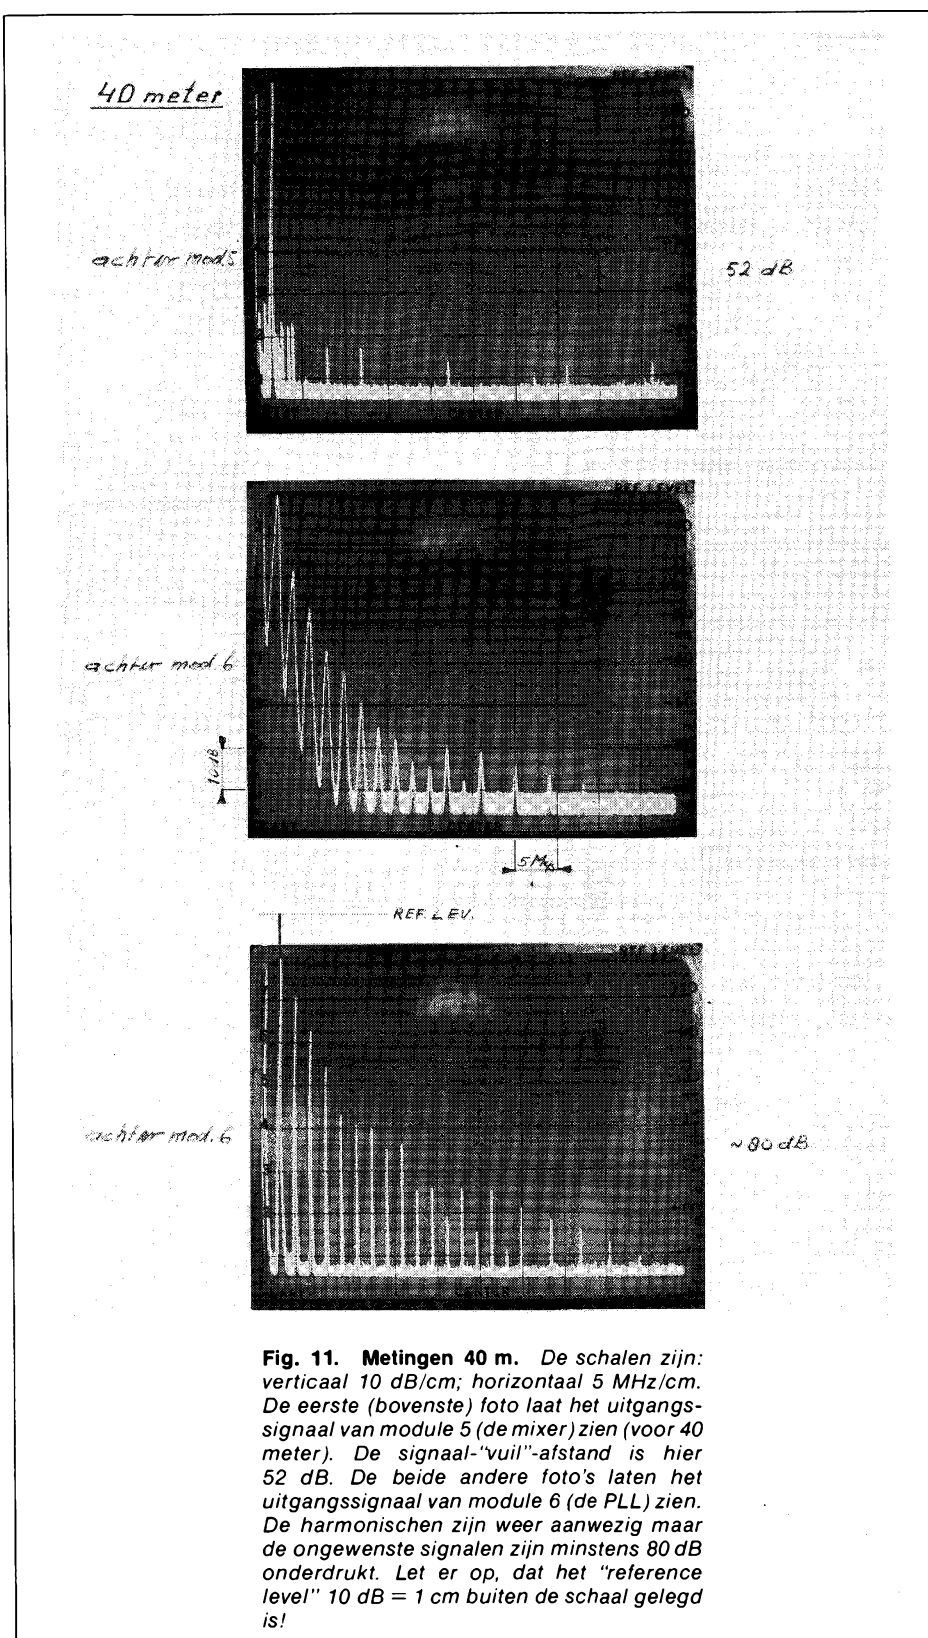 40 meter
achter mod5
52 dB
REF. LEVEL
achter mod.6
10 dB
CENTER
5 MHz
REF. LEV.
achter mod. 6
~80 dB
Fig. 11. Metingen 40 m. De schalen zijn:
verticaal 10 dB/cm; horizontaal 5 MHz/cm.
De eerste (bovenste) foto laat het uitgangs-
signaal van module 5 (de mixer) zien (voor 40
meter). De signaal-“vuil”-afstand is hier
52 dB. De beide andere foto's laten het
uitgangssignaal van module 6 (de PLL) zien.
De harmonischen zijn weer aanwezig maar
de ongewenste signalen zijn minstens 80 dB
onderdrukt. Let er op, dat het “reference
level” 10 dB = 1 cm buiten de schaal gelegd
is!